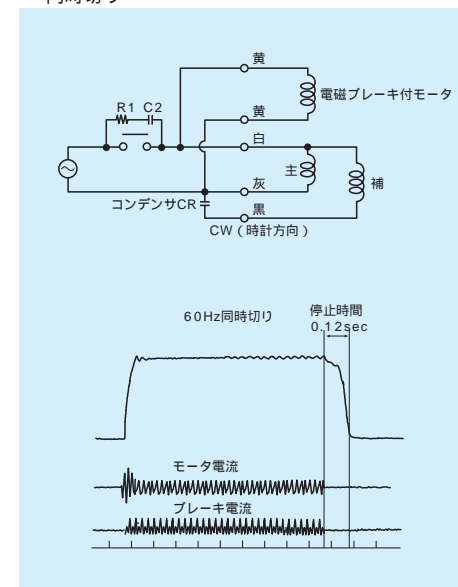 同時切り
黄
電磁ブレーキ付モータ
R1 C2
黄
白
主
補
灰
コンデンサCR
黒
CW(時計方向)
60Hz同時切り
停止時間
0.12sec
モータ電流
ブレーキ電流